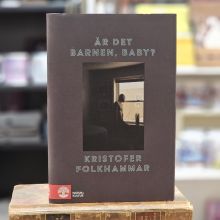 ÄR DET
BARNEN, BABY?
KRISTOFER
FOLKHAMMAR